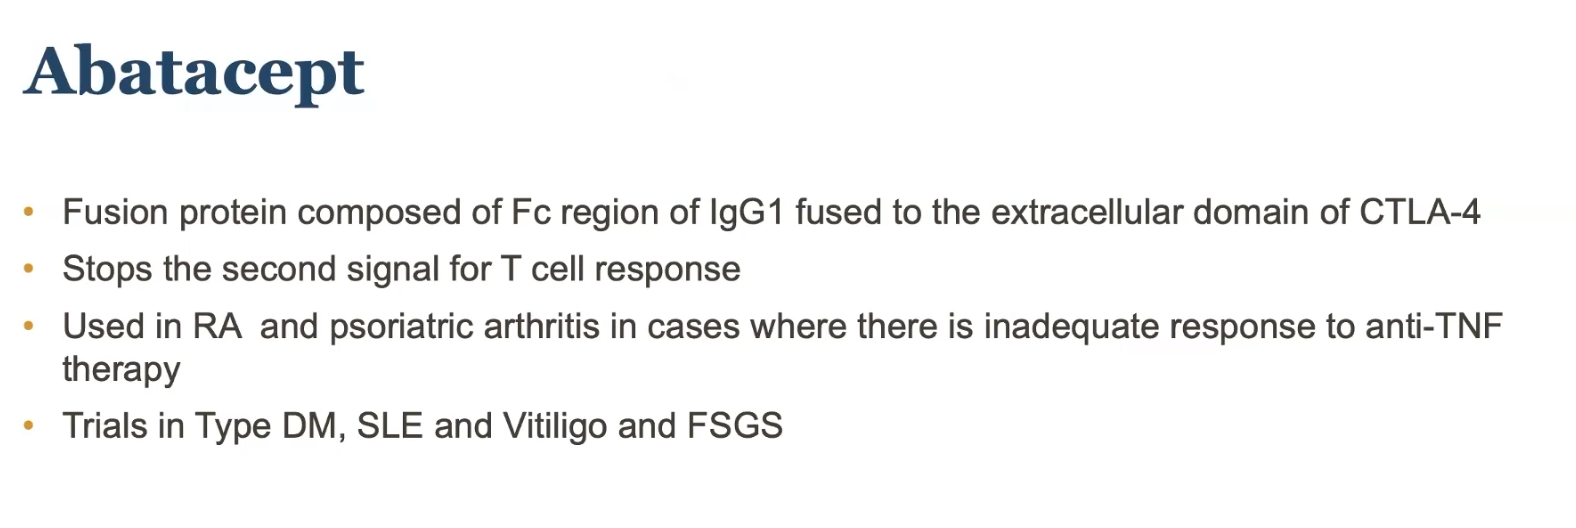 Abatacept
• Fusion protein composed of Fc region of IgG1 fused to the extracellular domain of CTLA-4
• Stops the second signal for T cell response
• Used in RA  and psoriatric arthritis in cases where there is inadequate response to anti-TNF
therapy
• Trials in Type DM, SLE and Vitiligo and FSGS